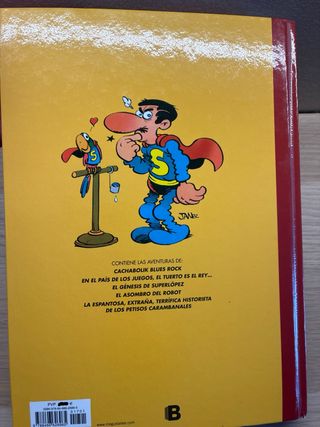 S
S
JAN
CONTIENE LAS AVENTURAS DE:
CACHABOLIK BLUES ROCK
EN EL PAÍS DE LOS JUEGOS, EL TUERTO ES EL REY...
EL GÉNESIS DE SUPERLÓPEZ
EL ASOMBRO DEL ROBOT
LA ESPANTOSA, EXTRAÑA, TERRÍFICA HISTORIETA
DE LOS PETISOS CARAMBANALES
PVP
€
B